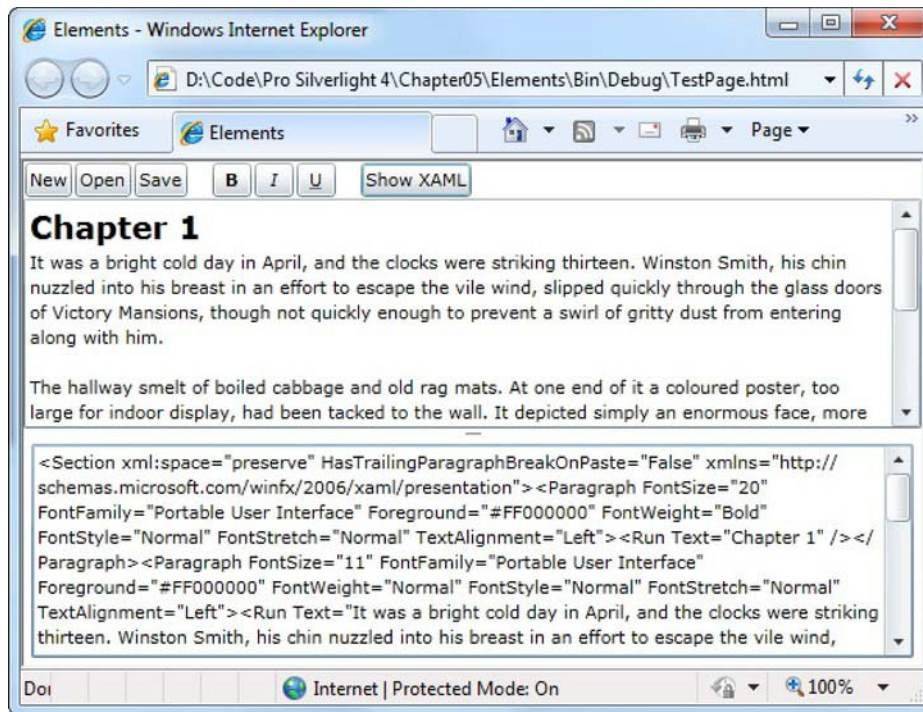 Elements - Windows Internet Explorer
D:\Code\Pro Silverlight 4\Chapter05\Elements\Bin\Debug\TestPage.html
Favorites Elements Page
New Open Save B I U Show XAML
Chapter 1
It was a bright cold day in April, and the clocks were striking thirteen. Winston Smith, his chin
nuzzled into his breast in an effort to escape the vile wind, slipped quickly through the glass doors
of Victory Mansions, though not quickly enough to prevent a swirl of gritty dust from entering
along with him.
The hallway smelt of boiled cabbage and old rag mats. At one end of it a coloured poster, too
large for indoor display, had been tacked to the wall. It depicted simply an enormous face, more
<Section xml:space="preserve" HasTrailingParagraphBreakOnPaste="False" xmlns="http://
schemas.microsoft.com/winfx/2006/xaml/presentation"><Paragraph FontSize="20"
FontFamily="Portable User Interface" Foreground="#FF000000" FontWeight="Bold"
FontStyle="Normal" FontStretch="Normal" TextAlignment="Left"><Run Text="Chapter 1" /></
Paragraph><Paragraph FontSize="11" FontFamily="Portable User Interface"
Foreground="#FF000000" FontWeight="Normal" FontStyle="Normal" FontStretch="Normal"
TextAlignment="Left"><Run Text="It was a bright cold day in April, and the clocks were striking
thirteen. Winston Smith, his chin nuzzled into his breast in an effort to escape the vile wind,
Internet | Protected Mode: On 100%